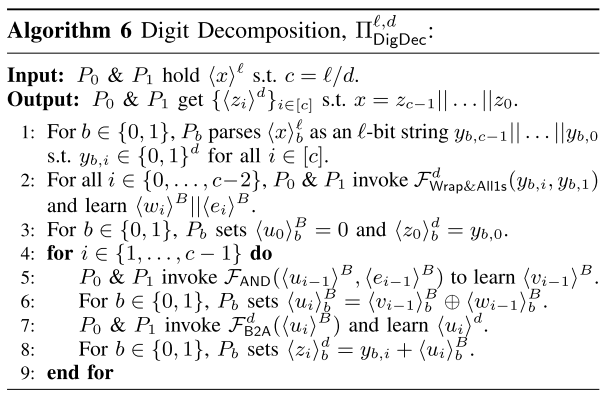 Algorithm 6 Digit Decomposition, Π^{ℓ,d}_{DigDec}:
Input: P_0 & P_1 hold ⟨x⟩^ℓ s.t. c = ℓ/d.
Output: P_0 & P_1 get {⟨z_i⟩^d}_{i∈[c]} s.t. x = z_{c−1}||...||z_0.
1: For b ∈ {0, 1}, P_b parses ⟨x⟩^ℓ_b as an ℓ-bit string y_{b,c−1}||...||y_{b,0}
s.t. y_{b,i} ∈ {0, 1}^d for all i ∈ [c].
2: For all i ∈ {0, ..., c−2}, P_0 & P_1 invoke F^d_{Wrap&All1s}(y_{b,i}, y_{b,1})
and learn ⟨w_i⟩^B||⟨e_i⟩^B.
3: For b ∈ {0, 1}, P_b sets ⟨u_0⟩^B_b = 0 and ⟨z_0⟩^d_b = y_{b,0}.
4: for i ∈ {1, ..., c − 1} do
5: P_0 & P_1 invoke F_{AND}(⟨u_{i−1}⟩^B, ⟨e_{i−1}⟩^B) to learn ⟨v_{i−1}⟩^B.
6: For b ∈ {0, 1}, P_b sets ⟨u_i⟩^B_b = ⟨v_{i−1}⟩^B_b ⊕ ⟨w_{i−1}⟩^B_b.
7: P_0 & P_1 invoke F^d_{B2A}(⟨u_i⟩^B) and learn ⟨u_i⟩^d.
8: For b ∈ {0, 1}, P_b sets ⟨z_i⟩^d_b = y_{b,i} + ⟨u_i⟩^B_b.
9: end for